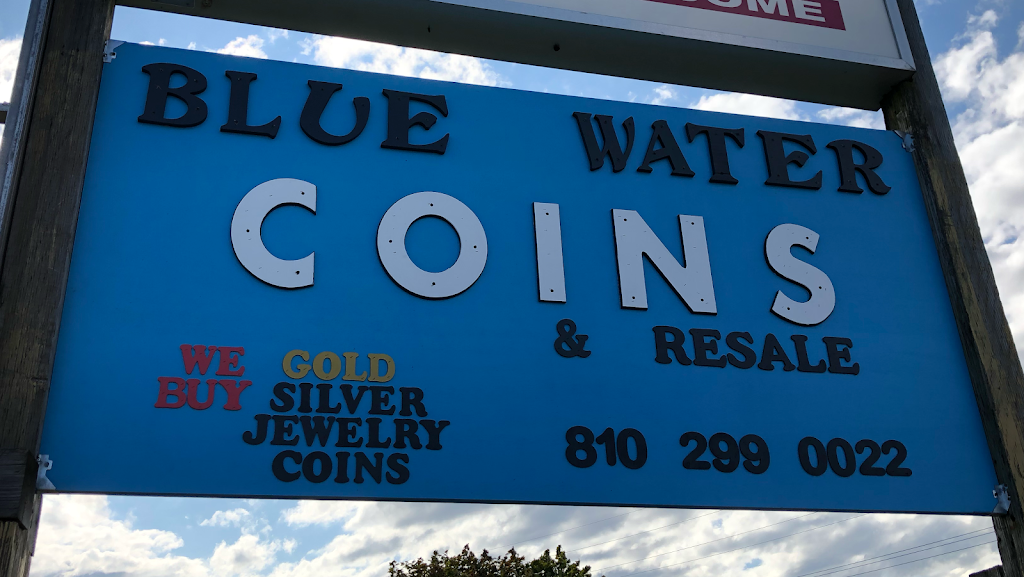 BLUE WATER
COINS
& RESALE
WE BUY
GOLD
SILVER
JEWELRY
COINS
810 299 0022